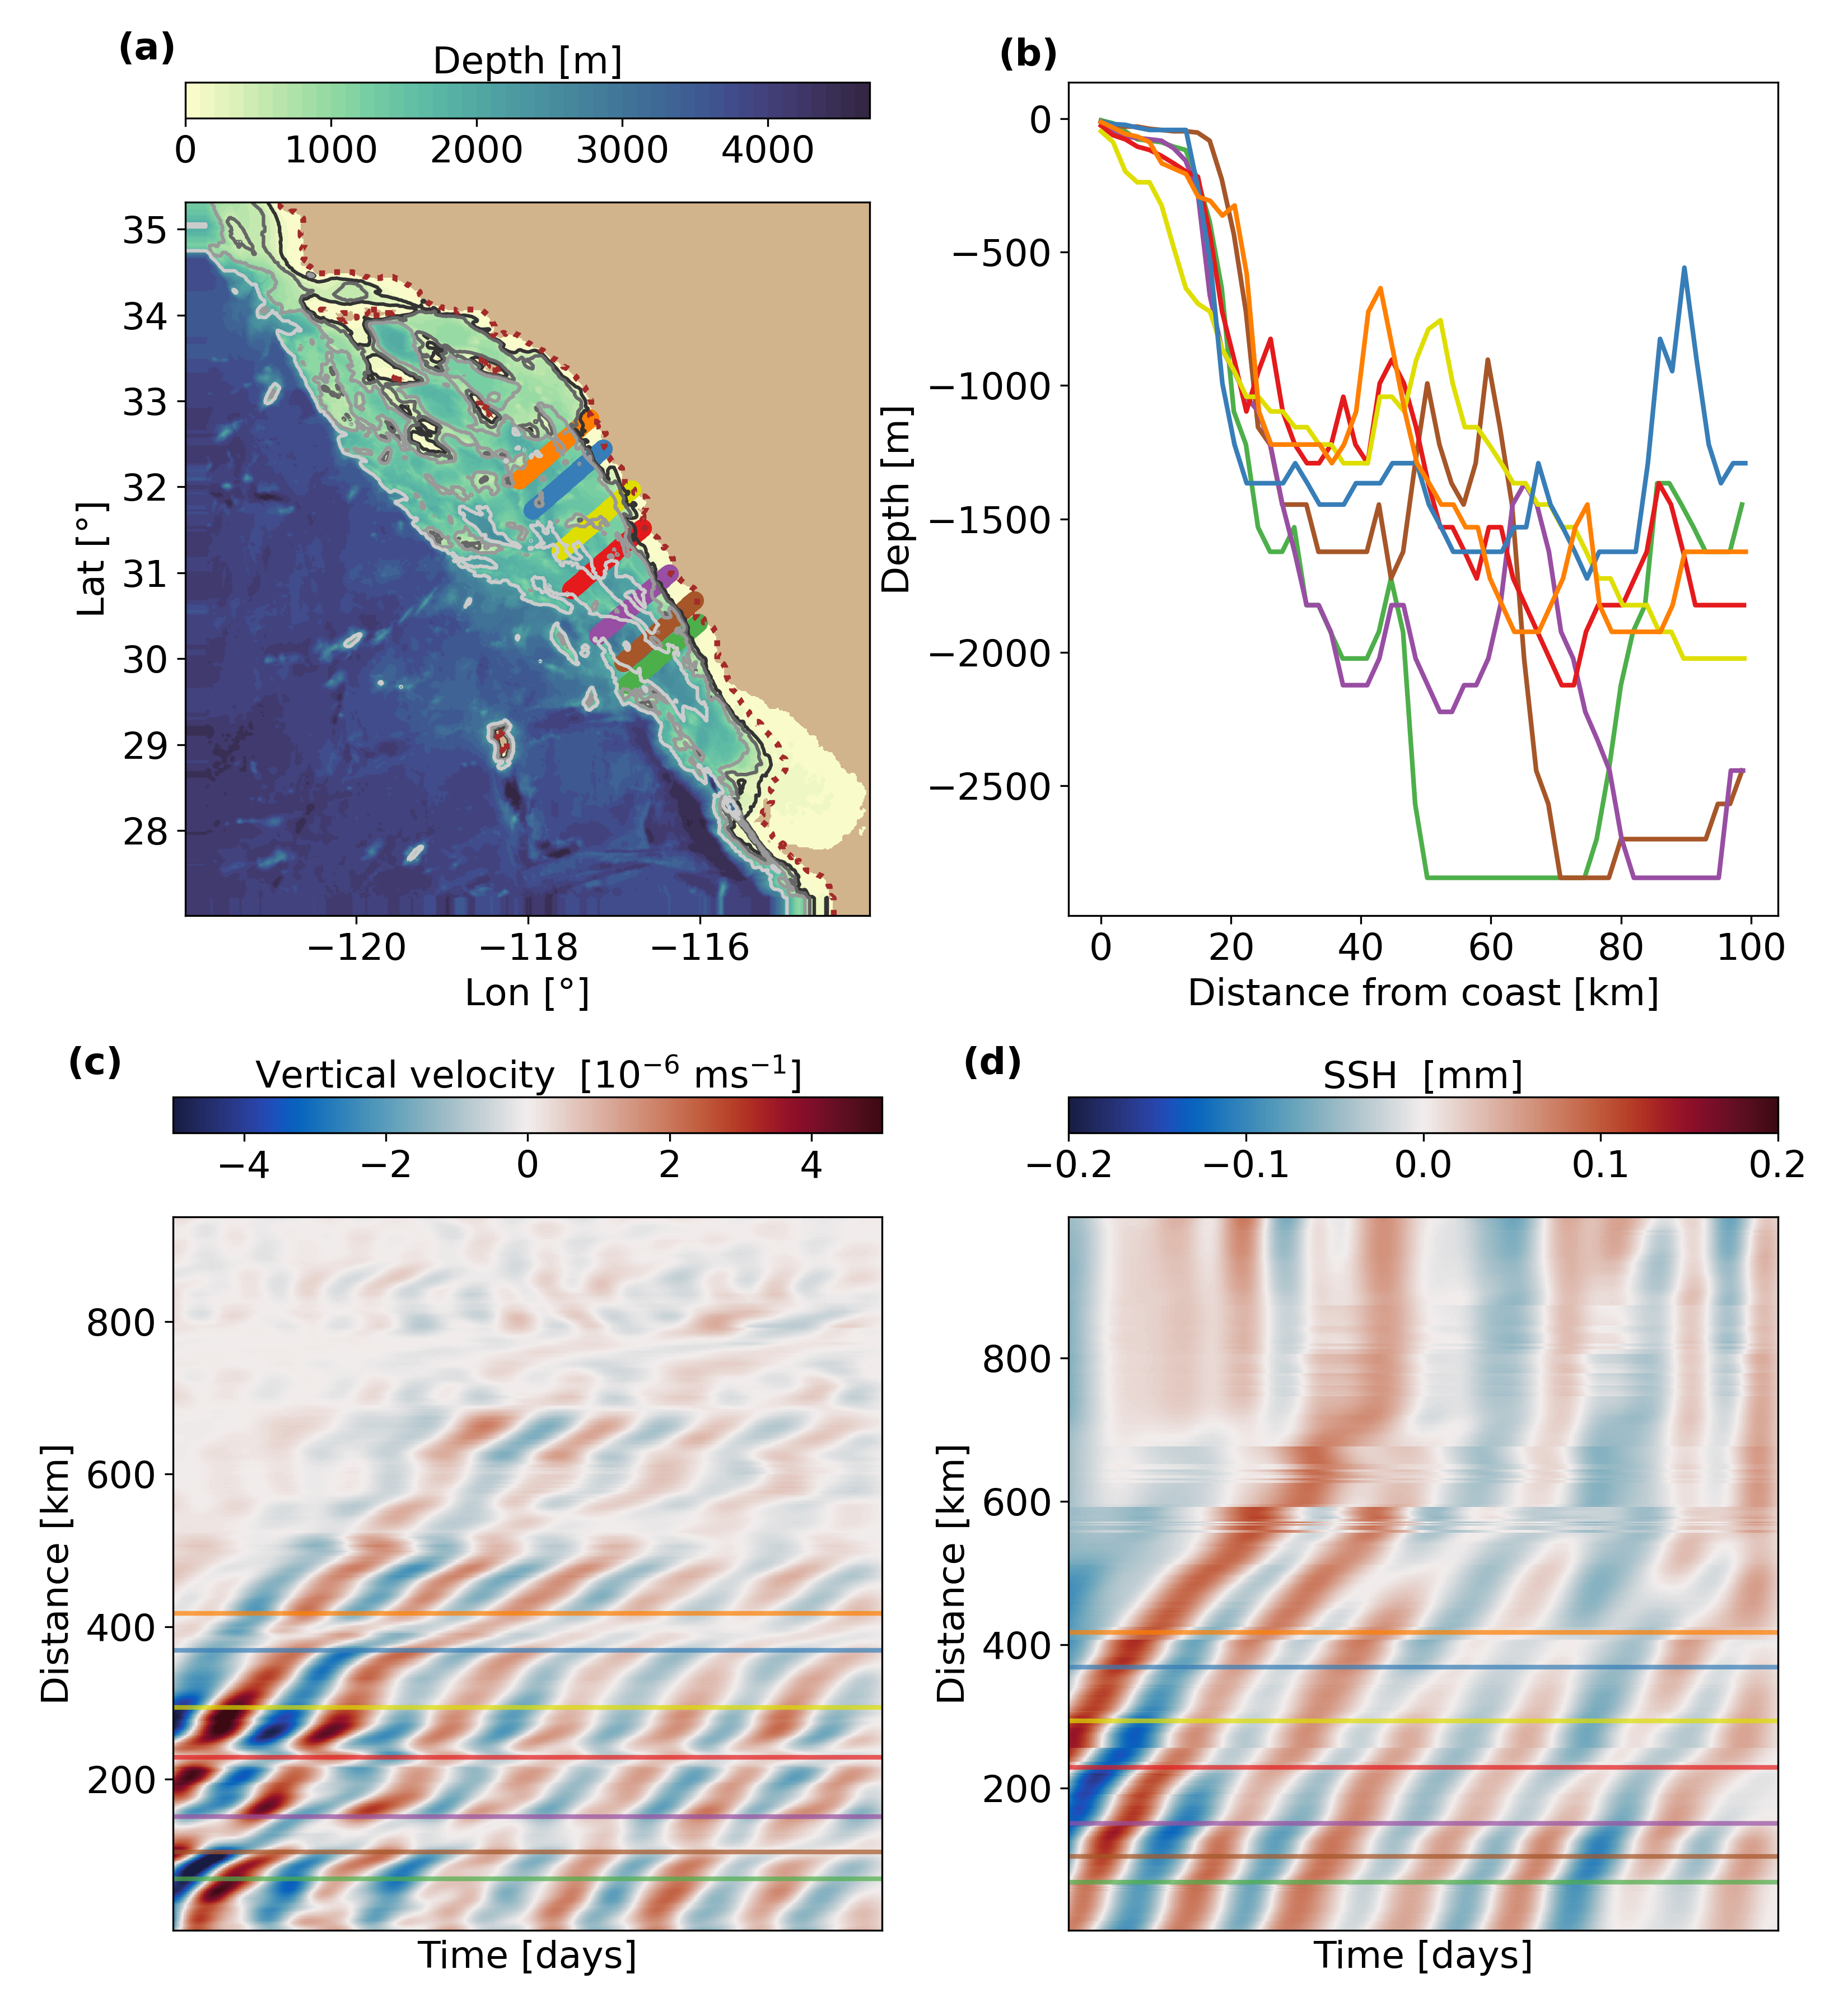 (a)
Depth [m]
0 1000 2000 3000 4000
35
34
33
32
31
30
29
28
Lat [°]
−120 −118 −116
Lon [°]
(b)
0
−500
−1000
−1500
−2000
−2500
Depth [m]
0 20 40 60 80 100
Distance from coast [km]
(c)
Vertical velocity [10⁻⁶ ms⁻¹]
−4 −2 0 2 4
800
600
400
200
Distance [km]
Time [days]
(d)
SSH [mm]
−0.2 −0.1 0.0 0.1 0.2
800
600
400
200
Distance [km]
Time [days]